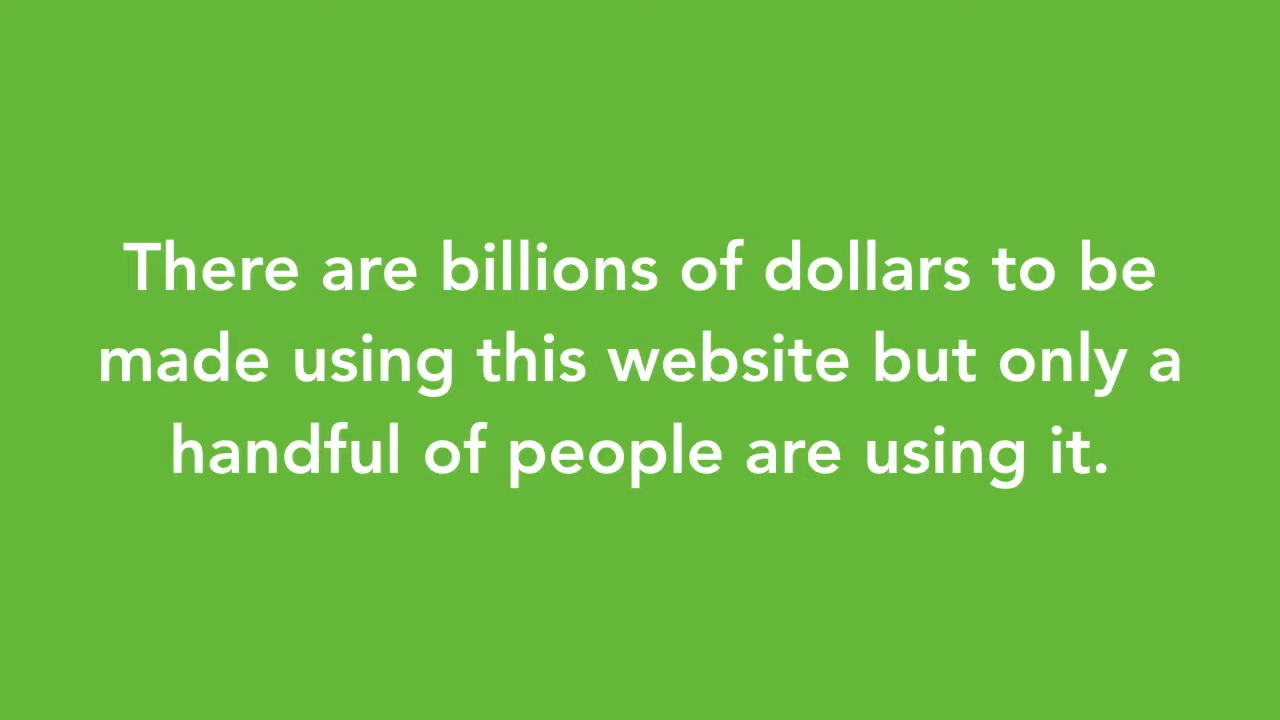 There are billions of dollars to be
made using this website but only a
handful of people are using it.